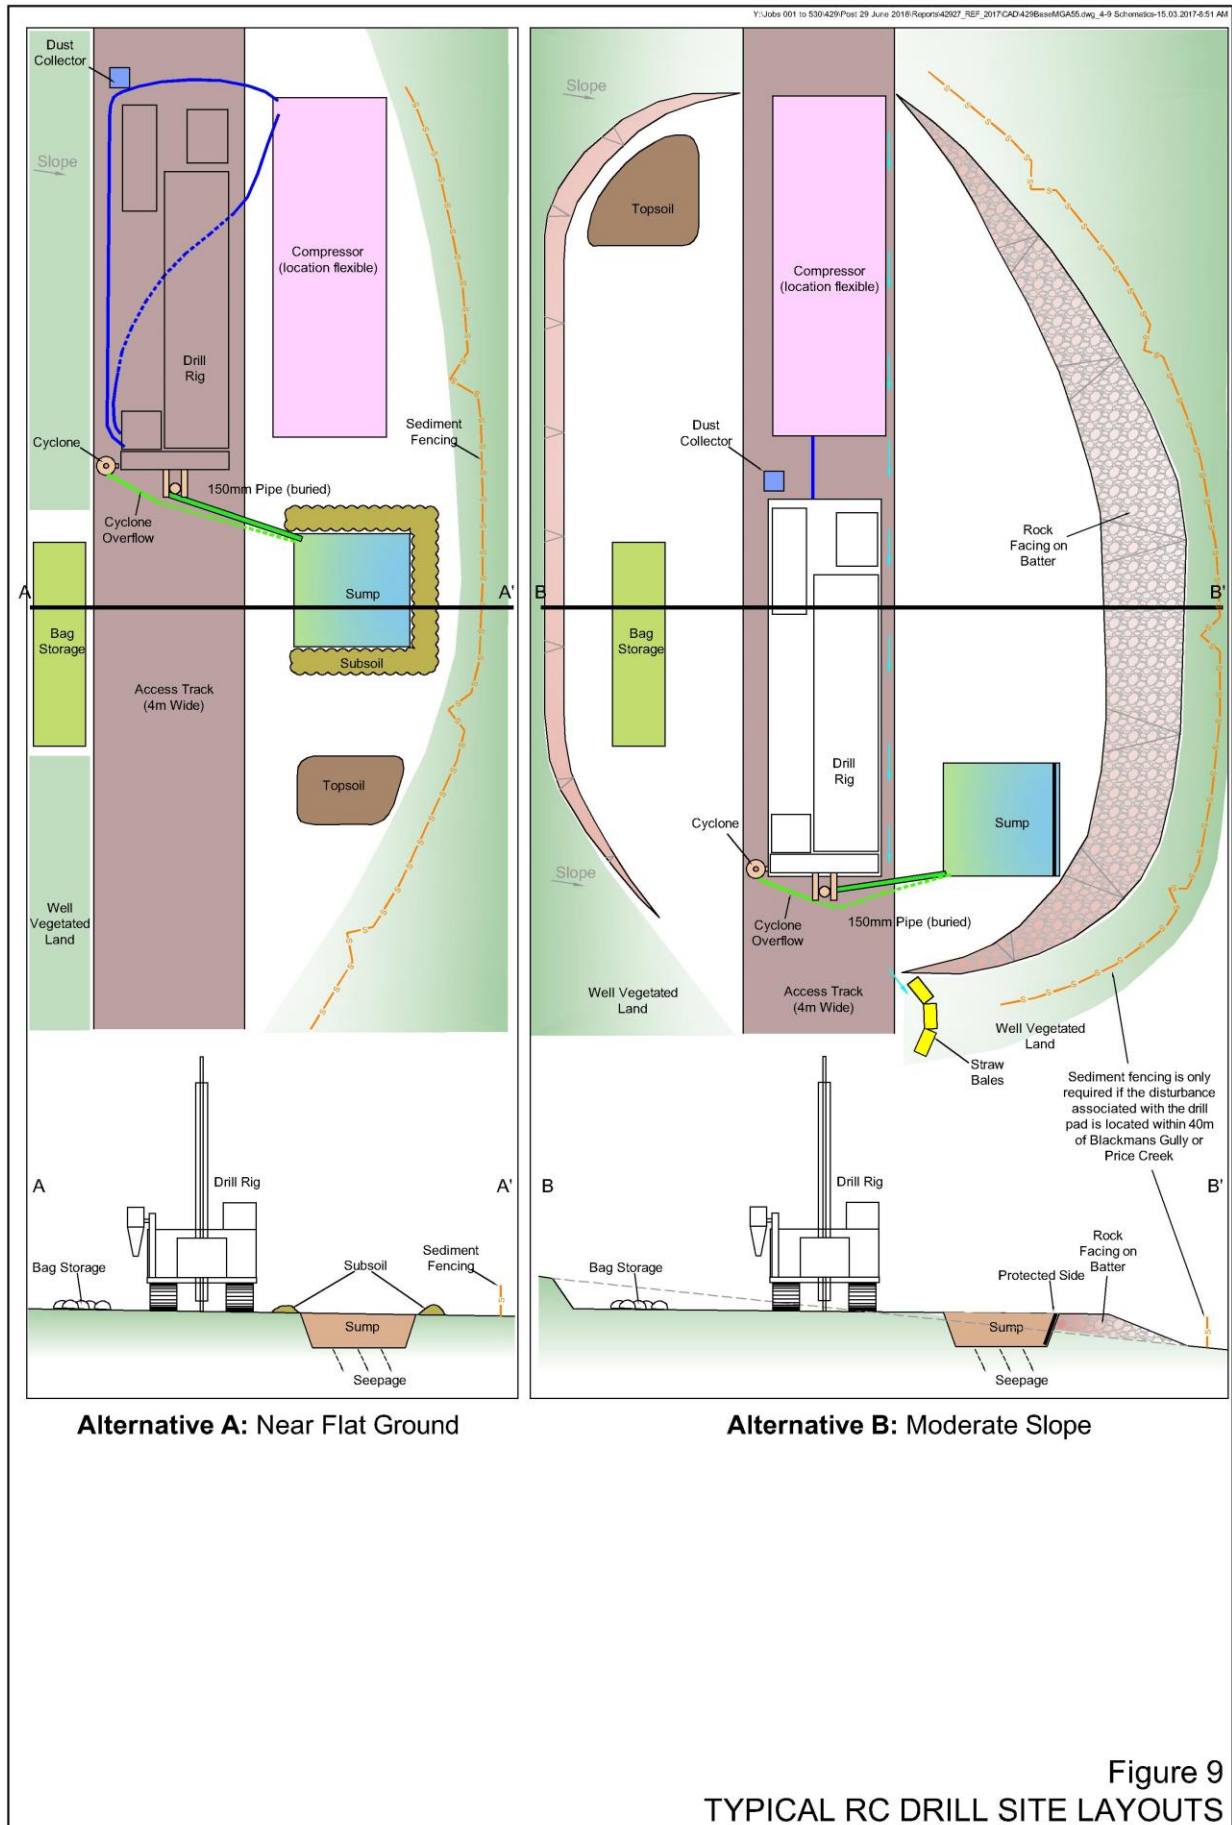 Y:\Jobs 001 to 530\429\Post 29 June 2016\Reports\42927_REF_2017\CAD\429BaseMGA55.dwg_4-9 Schematics-15.03.2017-8:51 AM
Dust
Collector
Slope
Compressor
(location flexible)
Drill
Rig
Cyclone
Sediment
Fencing
150mm Pipe (buried)
Cyclone
Overflow
A
A'
Sump
Bag
Storage
Subsoil
Access Track
(4m Wide)
Topsoil
Well
Vegetated
Land
A
A'
Drill Rig
Bag Storage
Subsoil
Sediment
Fencing
S
Sump
Seepage
Alternative A: Near Flat Ground
Slope
Topsoil
Compressor
(location flexible)
Dust
Collector
Rock
Facing on
Batter
B
B'
Bag
Storage
Drill
Rig
Sump
Cyclone
Slope
Cyclone
Overflow
150mm Pipe (buried)
Well Vegetated
Land
Access Track
(4m Wide)
Well Vegetated
Land
Straw
Bales
Sediment fencing is only
required if the disturbance
associated with the drill
pad is located within 40m
of Blackmans Gully or
Price Creek
B
B'
Drill Rig
Bag Storage
Protected Side
Rock
Facing on
Batter
S
Sump
Seepage
Alternative B: Moderate Slope
Figure 9
TYPICAL RC DRILL SITE LAYOUTS